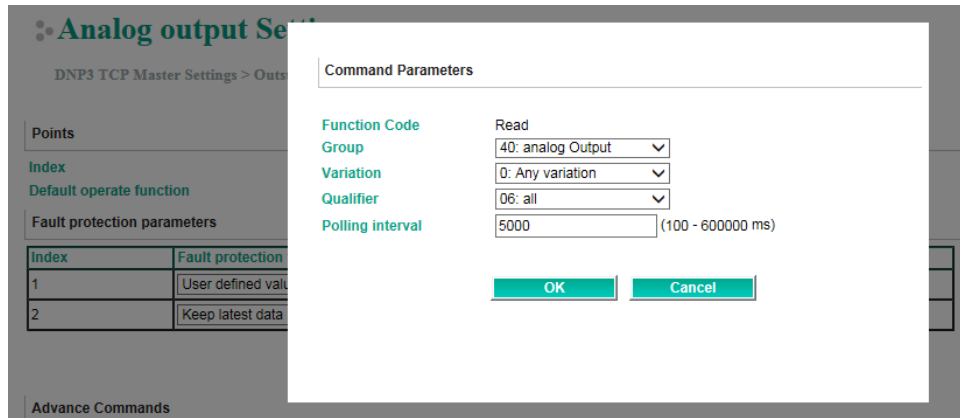 Analog output Se
DNP3 TCP Master Settings > Outs
Points
Index
Default operate function
Fault protection parameters
Index Fault protection
1 User defined valu
2 Keep latest data
Advance Commands
Command Parameters
Function Code Read
Group 40: analog Output
Variation 0: Any variation
Qualifier 06: all
Polling interval 5000 (100 - 600000 ms)
OK Cancel